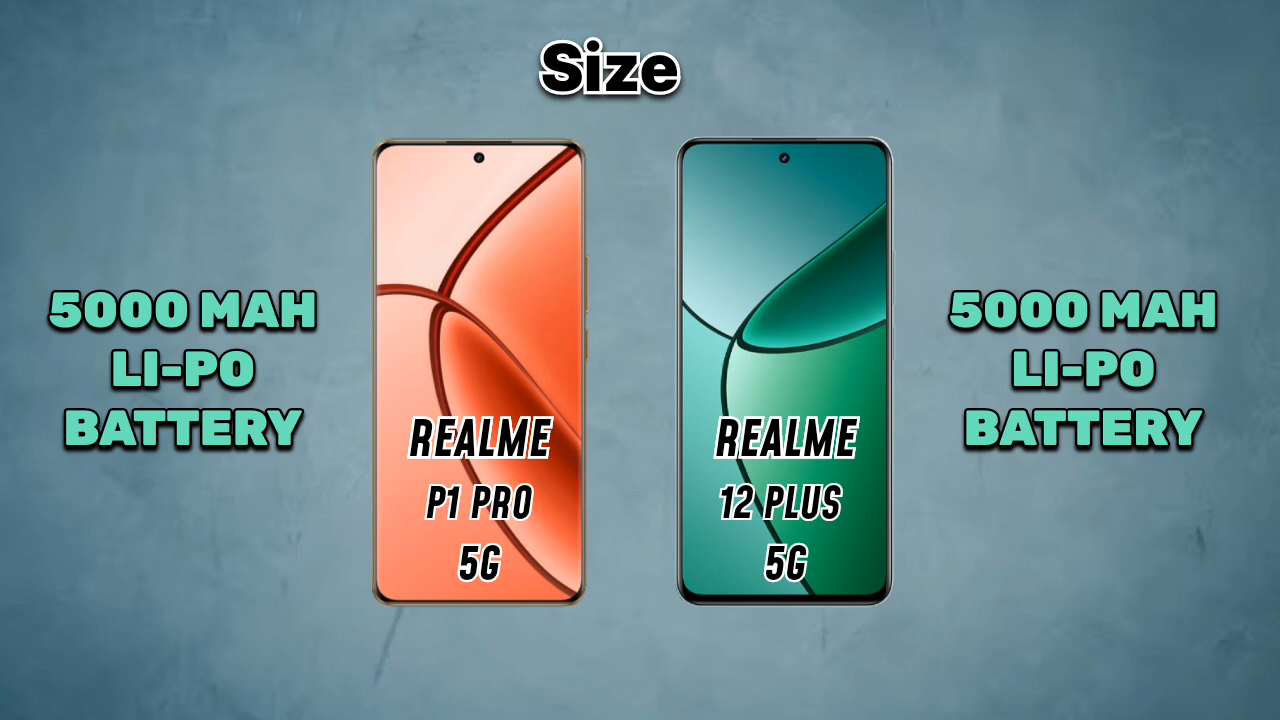 Size
5000 MAH
LI-PO
BATTERY
REALME
P1 PRO
5G
REALME
12 PLUS
5G
5000 MAH
LI-PO
BATTERY